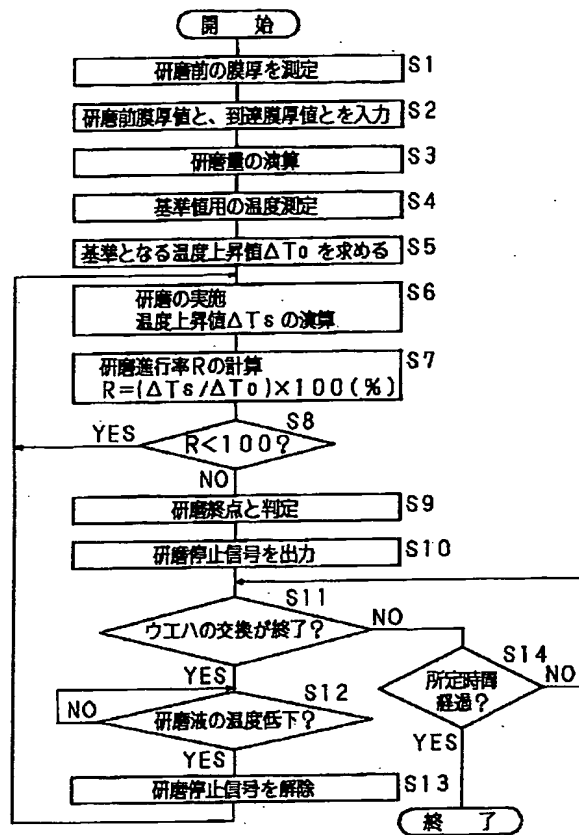 開 始
研磨前の膜厚を測定 S1
研磨前膜厚値と、到達膜厚値とを入力 S2
研磨量の演算 S3
基準値用の温度測定 S4
基準となる温度上昇値ΔTo を求める S5
研磨の実施 S6
温度上昇値ΔTs の演算
研磨進行率Rの計算 S7
R=(ΔTs/ΔTo)×100(%)
S8
YES
R<100?
NO
研磨終点と判定 S9
研磨停止信号を出力 S10
S11
ウエハの交換が終了? NO
YES
S14
所定時間 NO
経過?
S12
NO
研磨液の温度低下?
YES
YES
研磨停止信号を解除 S13
終 了